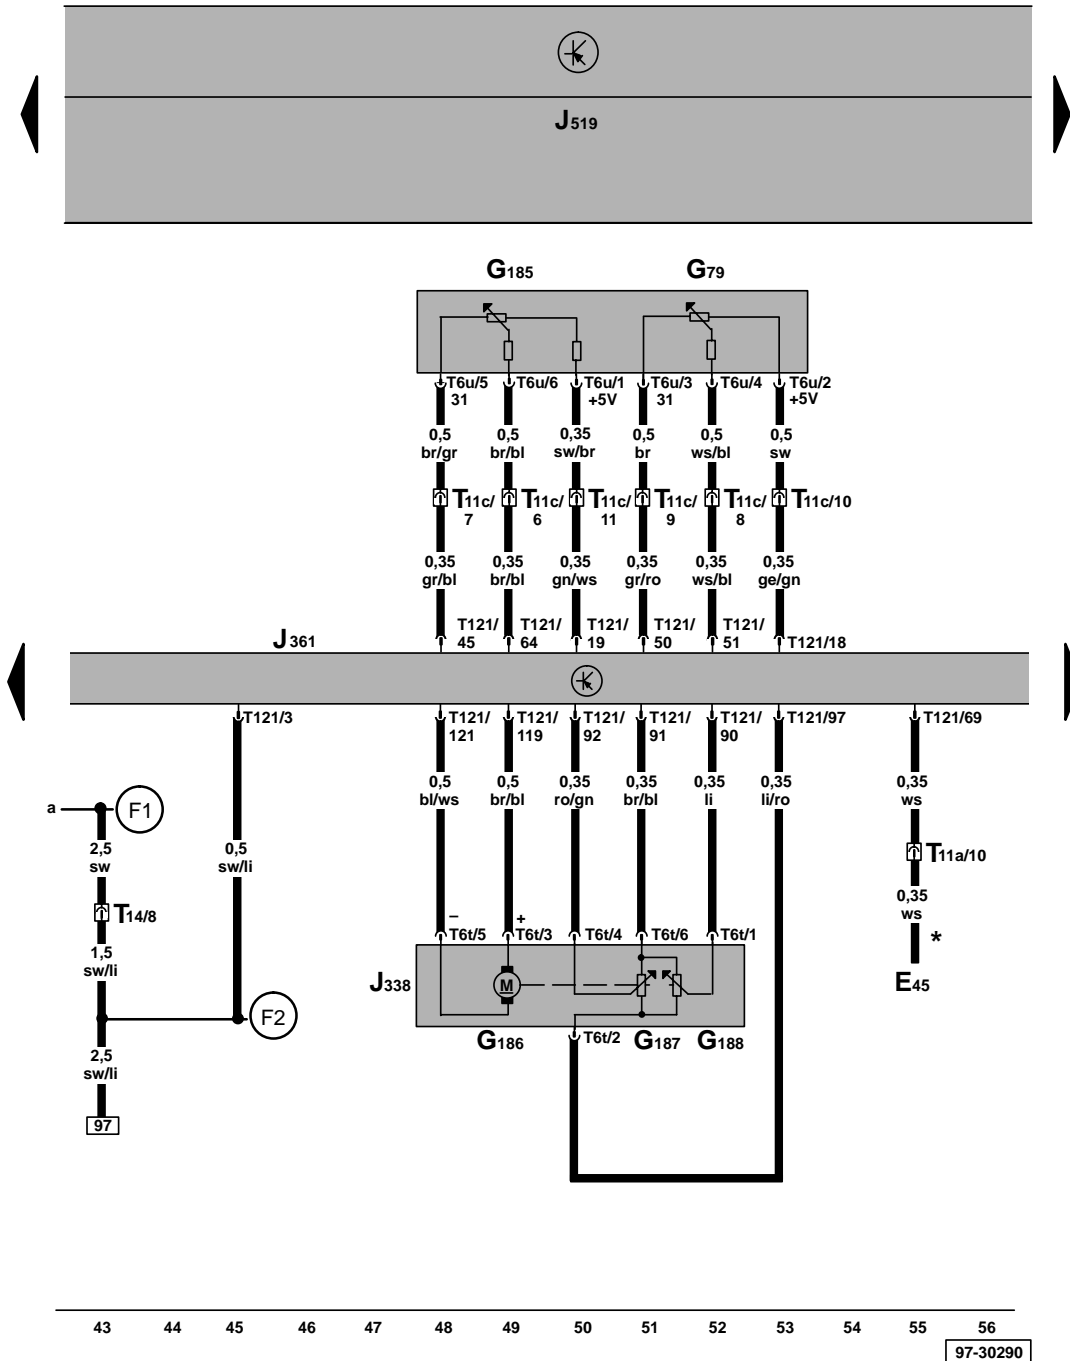 J519
G185 G79
T6u/5 T6u/6 T6u/1 T6u/3 T6u/4 T6u/2
31 +5V 31 +5V
0,5 0,5 0,35 0,5 0,5 0,5
br/gr br/bl sw/br br ws/bl sw
T11c/ T11c/ T11c/ T11c/ T11c/ T11c/10
7 6 11 9 8
0,35 0,35 0,35 0,35 0,35 0,35
gr/bl br/bl gn/ws gr/ro ws/bl ge/gn
J361 T121/ T121/ T121/ T121/ T121/ T121/18
45 64 19 50 51
T121/3 T121/ T121/ T121/ T121/ T121/ T121/97 T121/69
121 119 92 91 90
0,5 0,5 0,35 0,35 0,35 0,35 0,35
bl/ws br/bl ro/gn br/bl li li/ro ws
a F1
2,5 0,5 T11a/10
sw sw/li
0,35
ws
T14/8 – + *
T6t/5 T6t/3 T6t/4 T6t/6 T6t/1
1,5
sw/li
J338 M E45
F2
T6t/2
G186 G187 G188
2,5
sw/li
97
43 44 45 46 47 48 49 50 51 52 53 54 55 56
97-30290